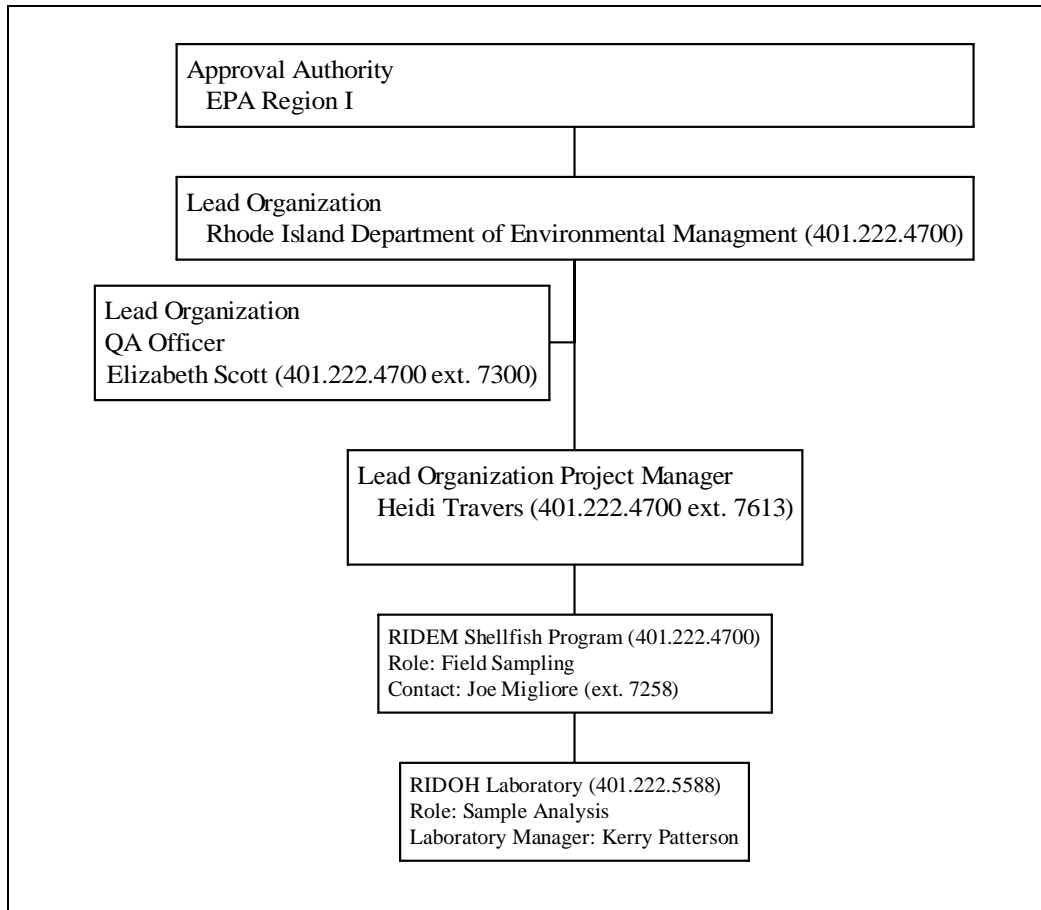 Approval Authority
EPA Region I
Lead Organization
Rhode Island Department of Environmental Managment (401.222.4700)
Lead Organization
QA Officer
Elizabeth Scott (401.222.4700 ext. 7300)
Lead Organization Project Manager
Heidi Travers (401.222.4700 ext. 7613)
RIDEM Shellfish Program (401.222.4700)
Role: Field Sampling
Contact: Joe Migliore (ext. 7258)
RIDOH Laboratory (401.222.5588)
Role: Sample Analysis
Laboratory Manager: Kerry Patterson